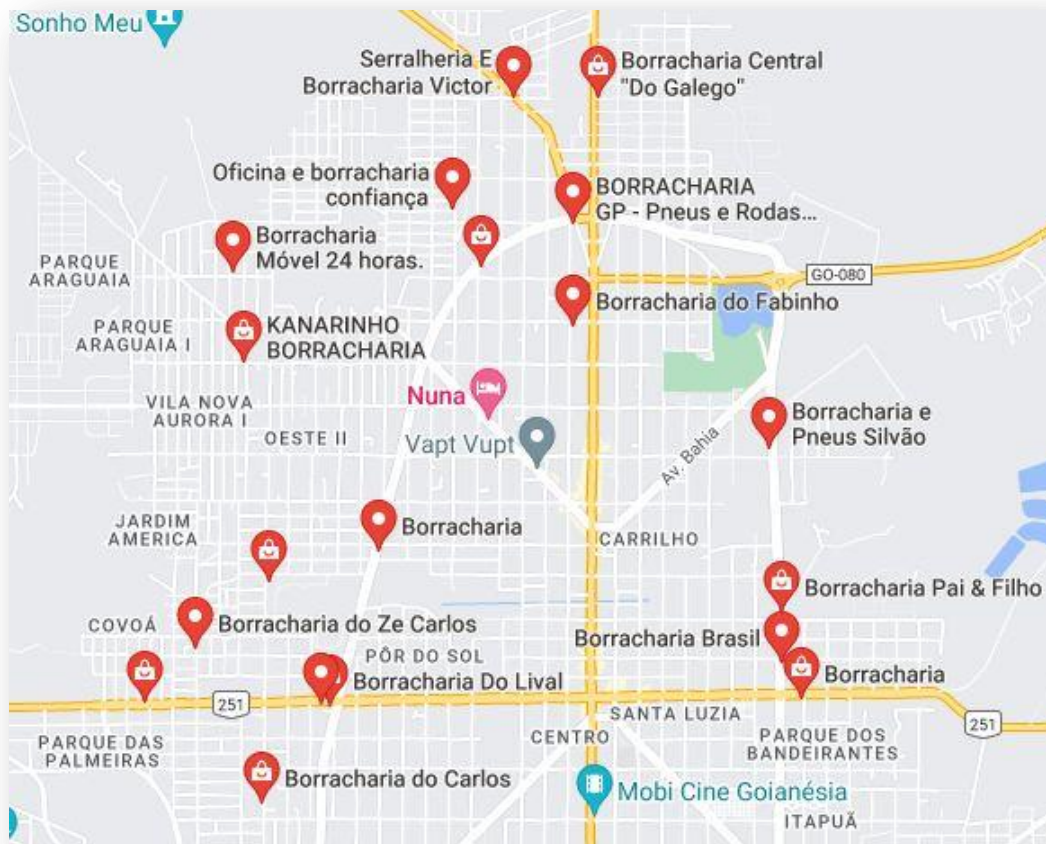 Sonho Meu
Serralheria E
Borracharia Victor
Borracharia Central
"Do Galego"
Oficina e borracharia
confiança
BORRACHARIA
GP - Pneus e Rodas...
Borracharia
Móvel 24 horas.
PARQUE
ARAGUAIA
GO-080
Borracharia do Fabinho
PARQUE
ARAGUAIA I
KANARINHO
BORRACHARIA
Nuna
VILA NOVA
AURORA I
OESTE II
Vapt Vupt
Borracharia e
Pneus Silvão
Av. Bahia
JARDIM
AMERICA
Borracharia
CARRILHO
Borracharia Pai & Filho
COVOÁ
Borracharia do Ze Carlos
Borracharia Brasil
PÔR DO SOL
Borracharia Do Lival
Borracharia
251
SANTA LUZIA
251
PARQUE DAS
PALMEIRAS
CENTRO
PARQUE DOS
BANDEIRANTES
Borracharia do Carlos
Mobi Cine Goianésia
ITAPUÃ